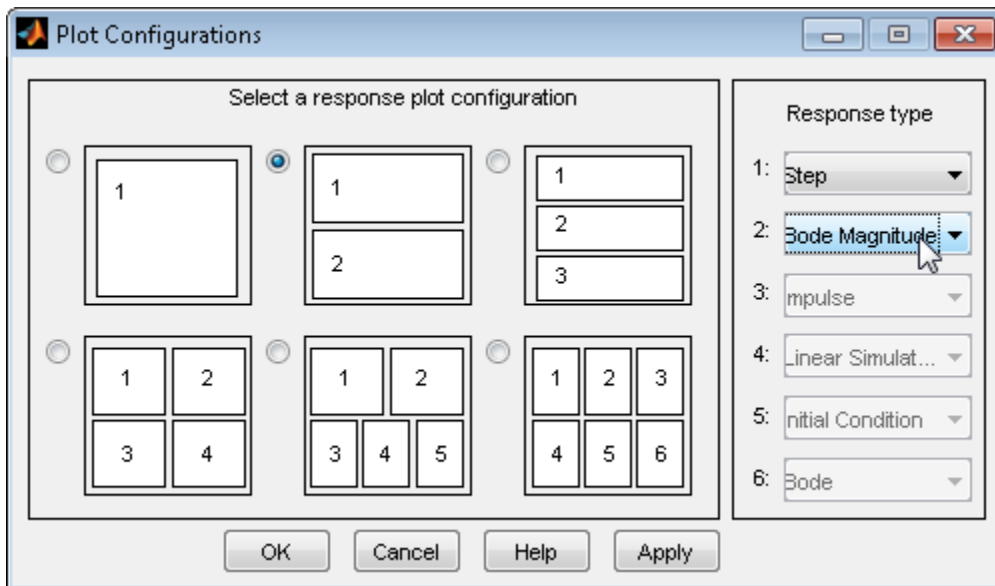 Plot Configurations
Select a response plot configuration
1
1
2
1
2
3
1 2
3 4
1 2
3 4 5
1 2 3
4 5 6
Response type
1: Step
2: Bode Magnitude
3: mpulse
4: Linear Simulat...
5: nitial Condition
6: Bode
OK Cancel Help Apply